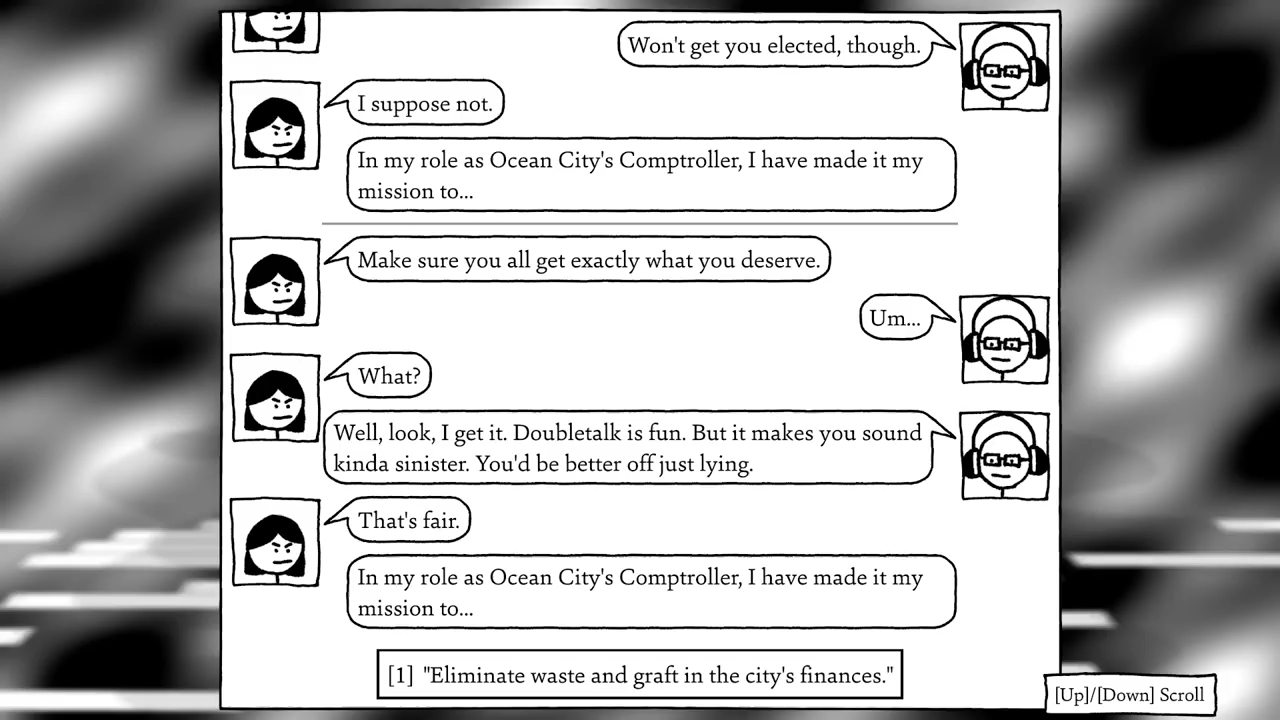 Won't get you elected, though.
I suppose not.
In my role as Ocean City's Comptroller, I have made it my
mission to...
Make sure you all get exactly what you deserve.
Um...
What?
Well, look, I get it. Doubletalk is fun. But it makes you sound
kinda sinister. You'd be better off just lying.
That's fair.
In my role as Ocean City's Comptroller, I have made it my
mission to...
[1] "Eliminate waste and graft in the city's finances."
[Up]/[Down] Scroll